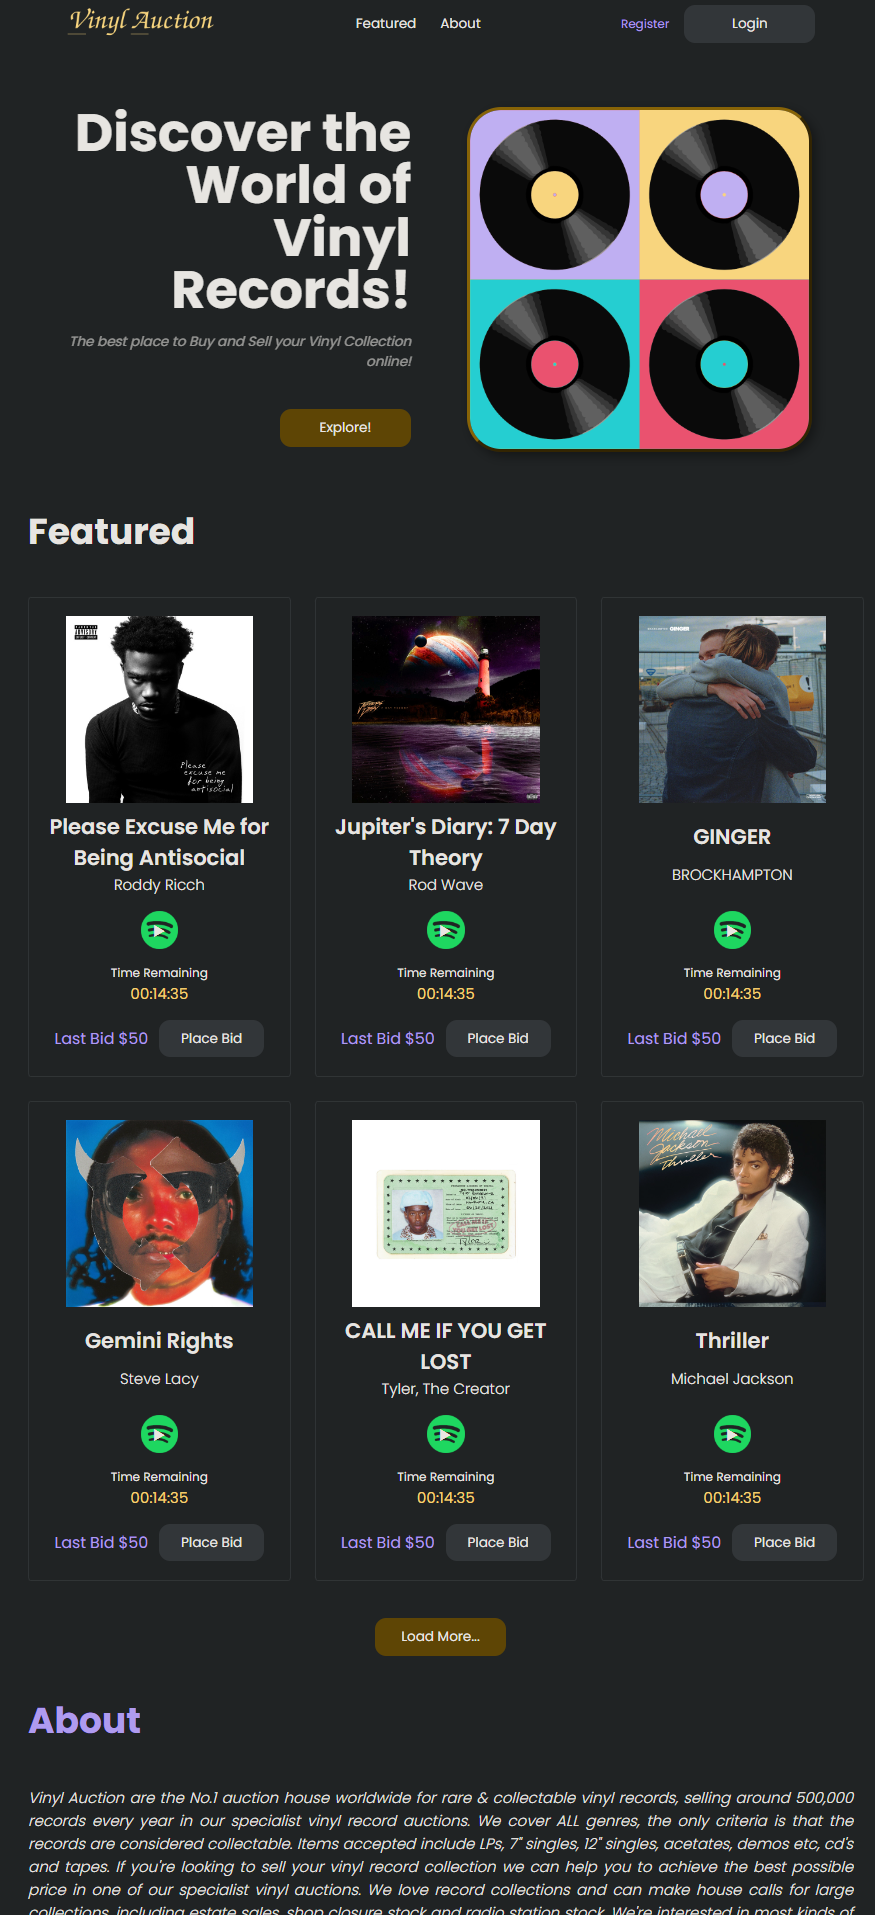 Vinyl Auction
Featured About
Register Login
Discover the
World of
Vinyl
Records!
The best place to Buy and Sell your Vinyl Collection
online!
Explore!
Featured
Please
excuse me
for being
antisocial
GINGER
Please Excuse Me for
Being Antisocial
Roddy Ricch
Time Remaining
00:14:35
Last Bid $50 Place Bid
Jupiter's Diary: 7 Day
Theory
Rod Wave
Time Remaining
00:14:35
Last Bid $50 Place Bid
GINGER
BROCKHAMPTON
Time Remaining
00:14:35
Last Bid $50 Place Bid
Michael
Jackson
Thriller
Gemini Rights
Steve Lacy
Time Remaining
00:14:35
Last Bid $50 Place Bid
CALL ME IF YOU GET
LOST
Tyler, The Creator
Time Remaining
00:14:35
Last Bid $50 Place Bid
Thriller
Michael Jackson
Time Remaining
00:14:35
Last Bid $50 Place Bid
Load More...
About
Vinyl Auction are the No.1 auction house worldwide for rare & collectable vinyl records, selling around 500,000
records every year in our specialist vinyl record auctions. We cover ALL genres, the only criteria is that the
records are considered collectable. Items accepted include LPs, 7" singles, 12" singles, acetates, demos etc, cd's
and tapes. If you're looking to sell your vinyl record collection we can help you to achieve the best possible
price in one of our specialist vinyl auctions. We love record collections and can make house calls for large
collections, including estate sales, shop closure stock and radio station stock. We're interested in most kinds of